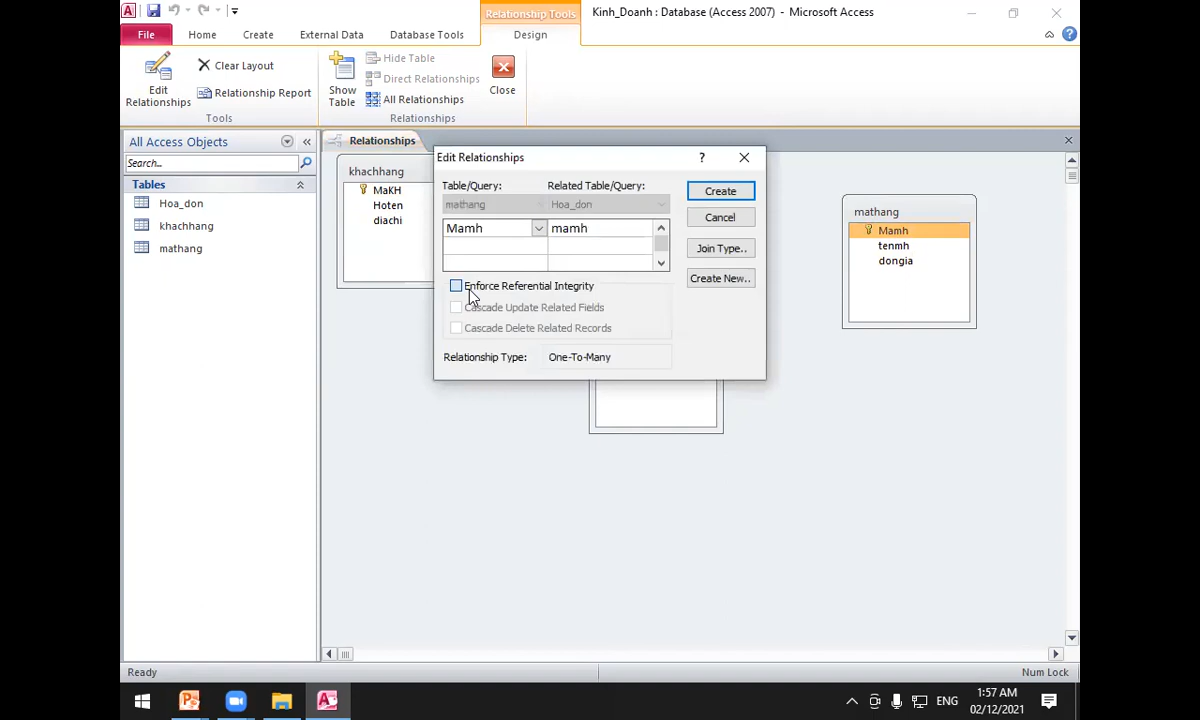 Relationship Tools
Kinh_Doanh : Database (Access 2007) - Microsoft Access
File Home Create External Data Database Tools Design
Edit Relationships
Clear Layout
Relationship Report
Tools
Show Table
Hide Table
Direct Relationships
All Relationships
Relationships
Close
All Access Objects
Search...
Tables
Hoa_don
khachhang
mathang
Relationships
khachhang
MaKH
Hoten
diachi
Edit Relationships
Table/Query: Related Table/Query:
mathang Hoa_don
Mamh mamh
Enforce Referential Integrity
Cascade Update Related Fields
Cascade Delete Related Records
Relationship Type: One-To-Many
Create
Cancel
Join Type..
Create New..
mathang
Mamh
tenmh
dongia
Ready
Num Lock
ENG
1:57 AM
02/12/2021